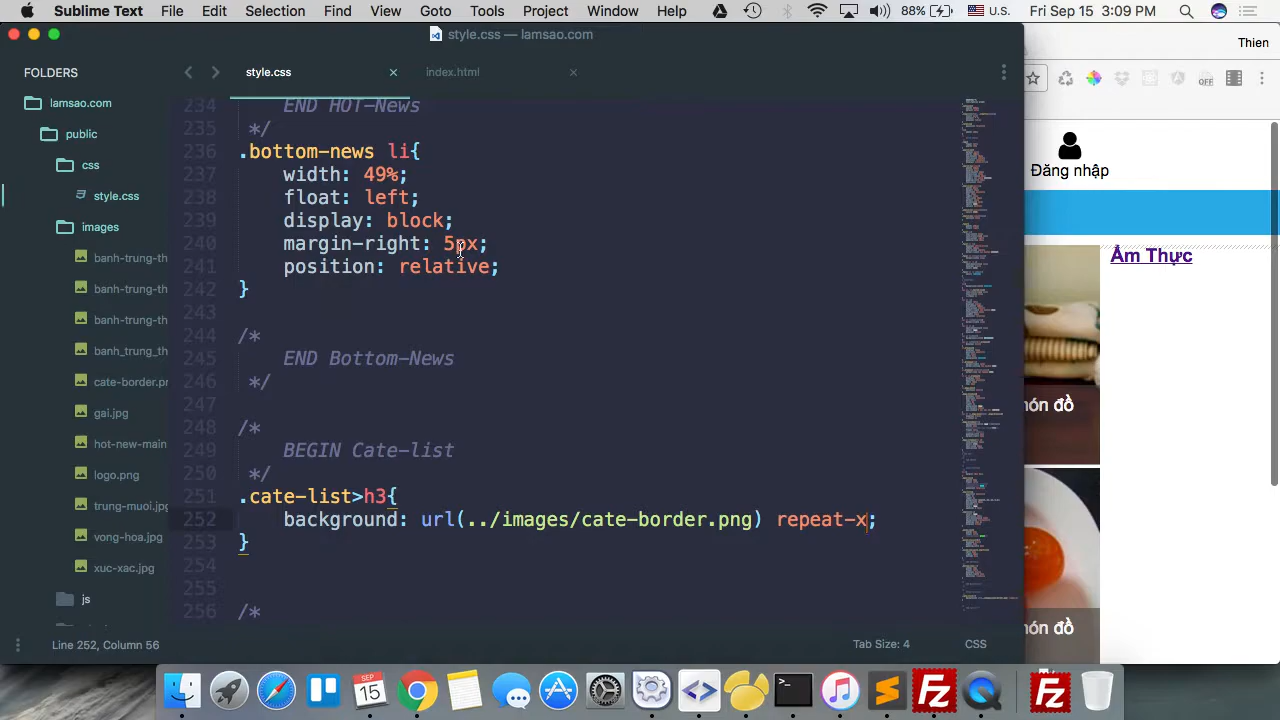 Sublime Text File Edit Selection Find View Goto Tools Project Window Help 88% U.S. Fri Sep 15 3:09 PM
style.css — lamsao.com
Thien
FOLDERS
style.css
index.html
lamsao.com
public
css
style.css
images
banh-trung-th
banh-trung-th
banh-trung-th
banh_trung_th
cate-border.pn
gai.jpg
hot-new-main
logo.png
trung-muoi.jpg
vong-hoa.jpg
xuc-xac.jpg
js
234 END HOT-News
235 */
236 .bottom-news li{
237 width: 49%;
238 float: left;
239 display: block;
240 margin-right: 5px;
241 position: relative;
242 }
243
244 /*
245 END Bottom-News
246 */
247
248 /*
249 BEGIN Cate-list
250 */
251 .cate-list>h3{
252 background: url(../images/cate-border.png) repeat-x;
253 }
254
255
256 /*
Line 252, Column 56
Tab Size: 4
CSS
Đăng nhập
Ẩm Thực
món đồ
món đồ
SEP
15